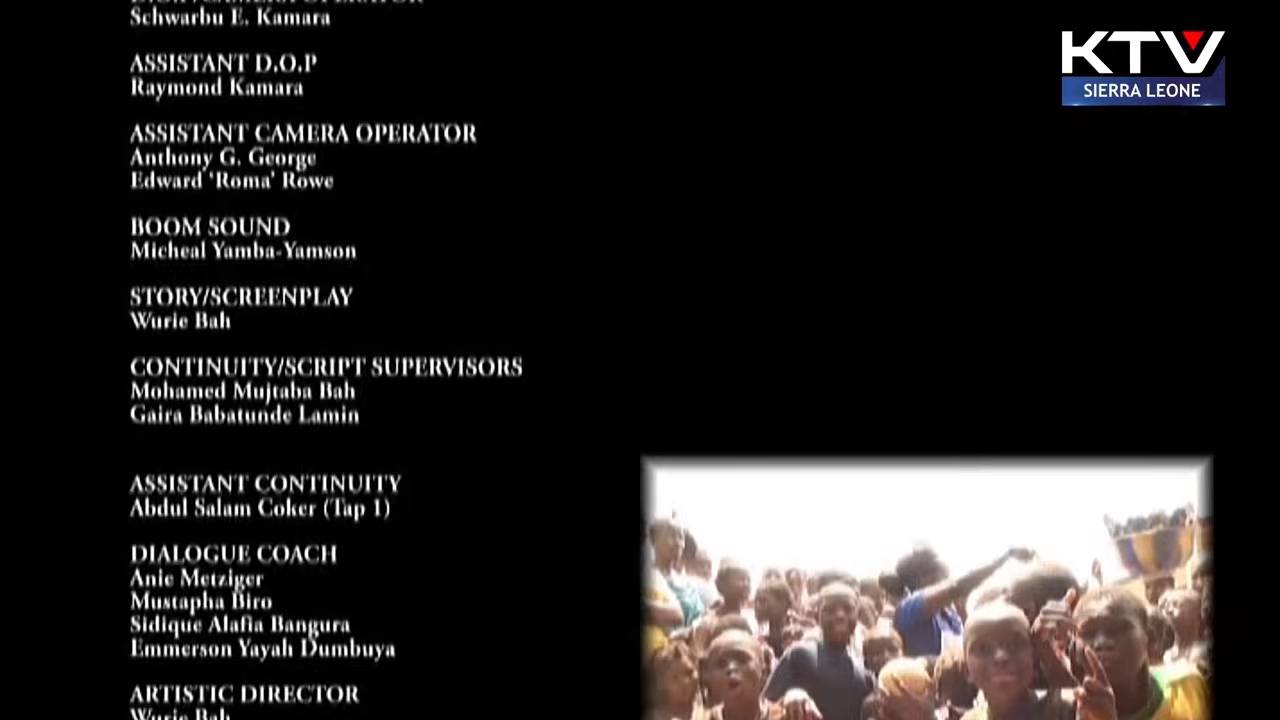 Schwarbu E. Kamara
ASSISTANT D.O.P
Raymond Kamara
ASSISTANT CAMERA OPERATOR
Anthony G. George
Edward 'Roma' Rowe
BOOM SOUND
Micheal Yamba-Yamson
STORY/SCREENPLAY
Wurie Bah
CONTINUITY/SCRIPT SUPERVISORS
Mohamed Mujtaba Bah
Gaira Babatunde Lamin
ASSISTANT CONTINUITY
Abdul Salam Coker (Tap 1)
DIALOGUE COACH
Anie Metziger
Mustapha Biro
Sidique Alafia Bangura
Emmerson Yayah Dumbuya
ARTISTIC DIRECTOR
Wurie Bah
KTV
SIERRA LEONE